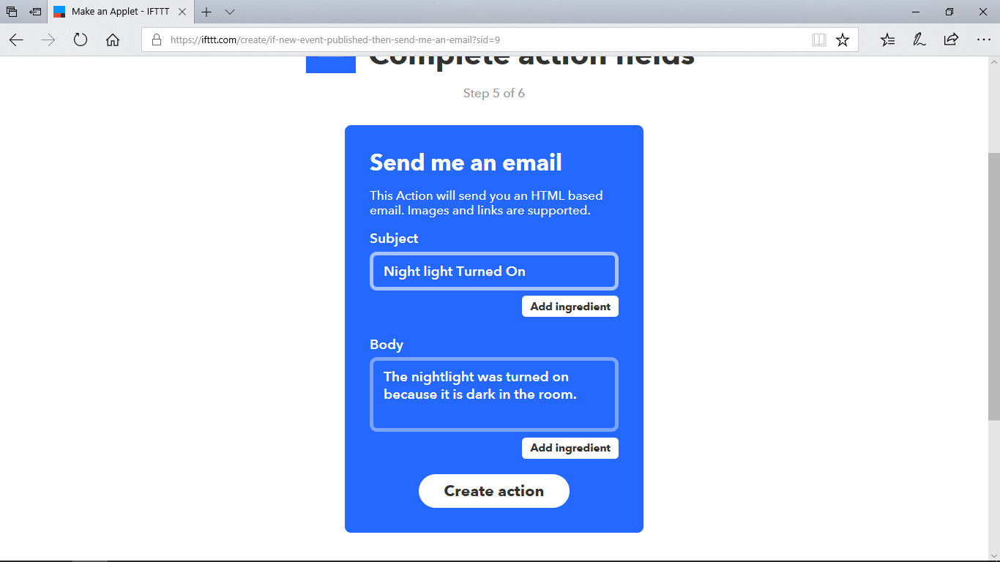 Make an Applet - IFTTT
https://ifttt.com/create/if-new-event-published-then-send-me-an-email?sid=9
Complete action fields
Step 5 of 6
Send me an email
This Action will send you an HTML based
email. Images and links are supported.
Subject
Night light Turned On
Add ingredient
Body
The nightlight was turned on
because it is dark in the room.
Add ingredient
Create action